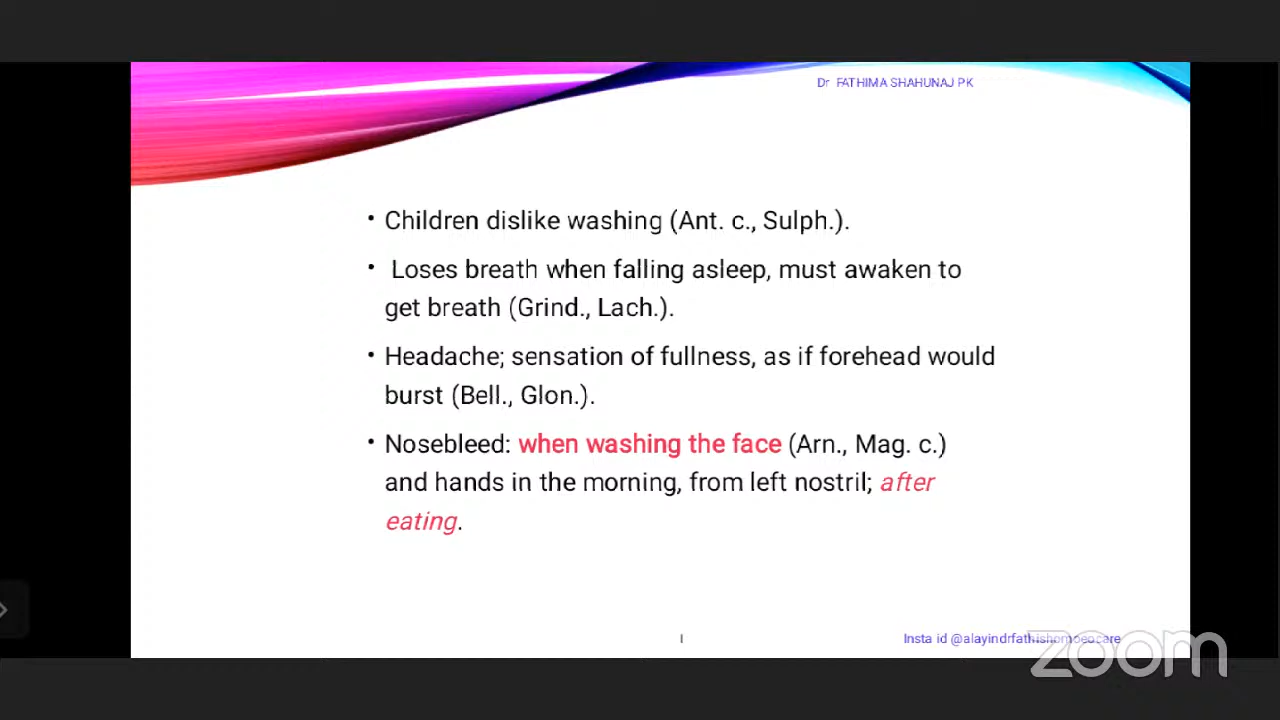 Dr FATHIMA SHAHUNAJ PK
• Children dislike washing (Ant. c., Sulph.).
• Loses breath when falling asleep, must awaken to
get breath (Grind., Lach.).
• Headache; sensation of fullness, as if forehead would
burst (Bell., Glon.).
• Nosebleed: when washing the face (Arn., Mag. c.)
and hands in the morning, from left nostril; after
eating.
Insta id @alayindrfathishomoeocare
zoom